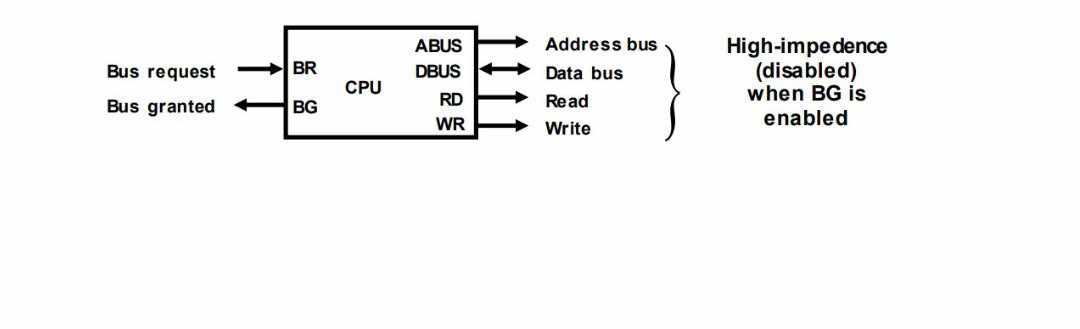 Bus request
Bus granted
BR
BG
CPU
ABUS
DBUS
RD
WR
Address bus
Data bus
Read
Write
High-impedence
(disabled)
when BG is
enabled